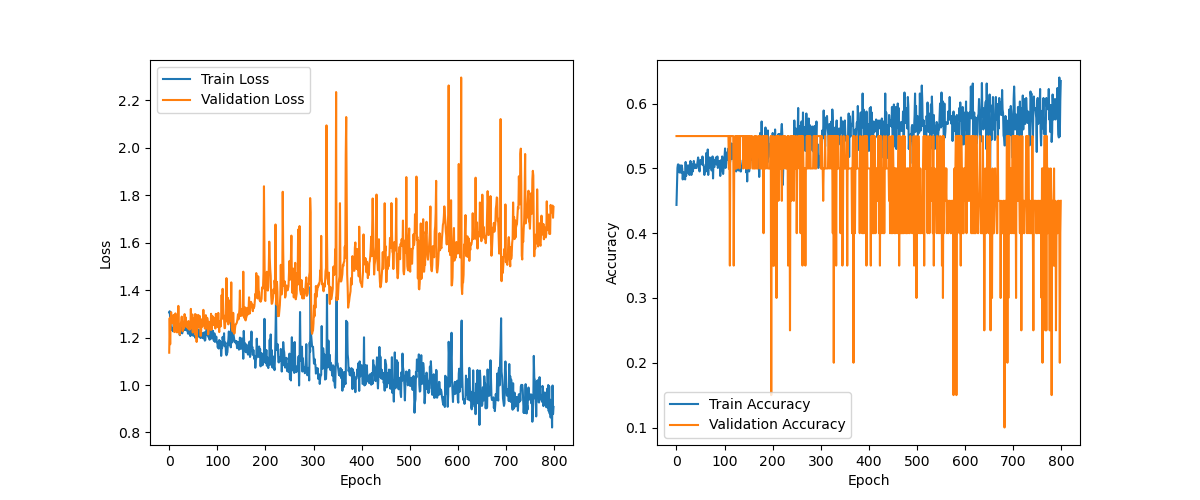 Train Loss
Validation Loss
2.2
2.0
1.8
1.6
1.4
1.2
1.0
0.8
Loss
0 100 200 300 400 500 600 700 800
Epoch
0.6
0.5
0.4
0.3
0.2
0.1
Accuracy
Train Accuracy
Validation Accuracy
0 100 200 300 400 500 600 700 800
Epoch